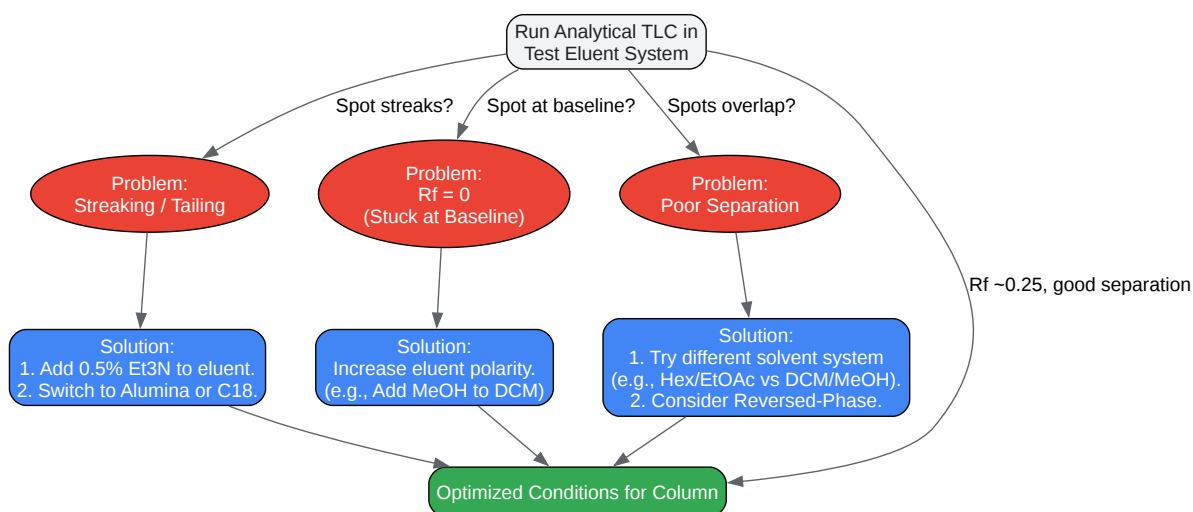 Run Analytical TLC in
Test Eluent System
Spot streaks?
Spot at baseline?
Spots overlap?
Problem:
Streaking / Tailing
Problem:
Rf = 0
(Stuck at Baseline)
Problem:
Poor Separation
Rf ~0.25, good separation
Solution:
1. Add 0.5% Et3N to eluent.
2. Switch to Alumina or C18.
Solution:
Increase eluent polarity.
(e.g., Add MeOH to DCM)
Solution:
1. Try different solvent system
(e.g., Hex/EtOAc vs DCM/MeOH).
2. Consider Reversed-Phase.
Optimized Conditions for Column